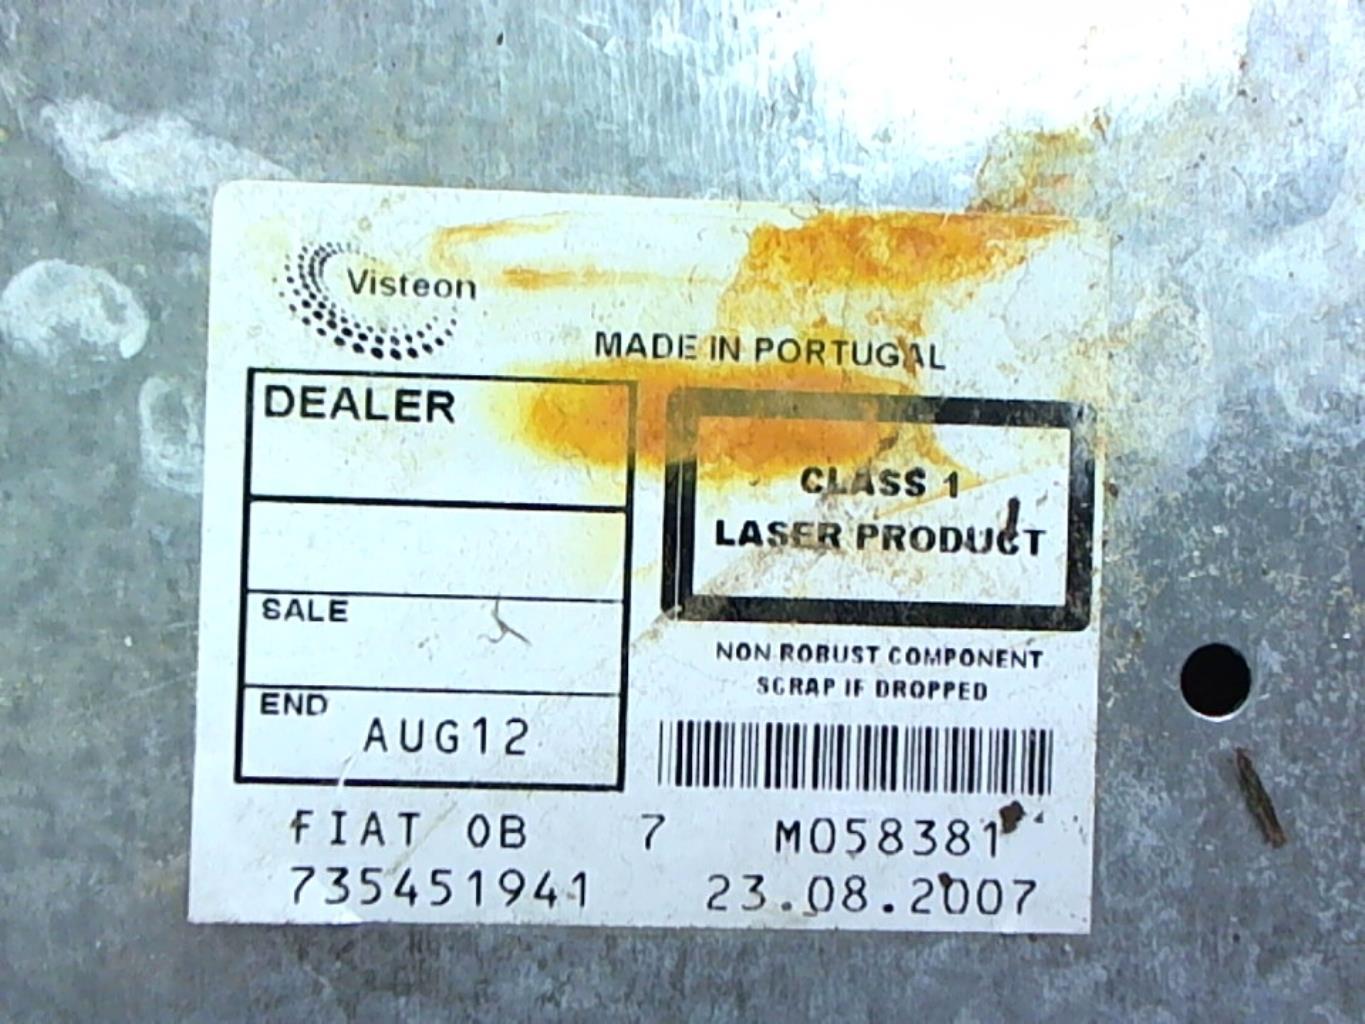 Visteon
MADE IN PORTUGAL
DEALER
CLASS 1
LASER PRODUCT
SALE
NON ROBUST COMPONENT
SCRAP IF DROPPED
END
AUG12
FIAT 0B 7 M058381
735451941 23.08.2007